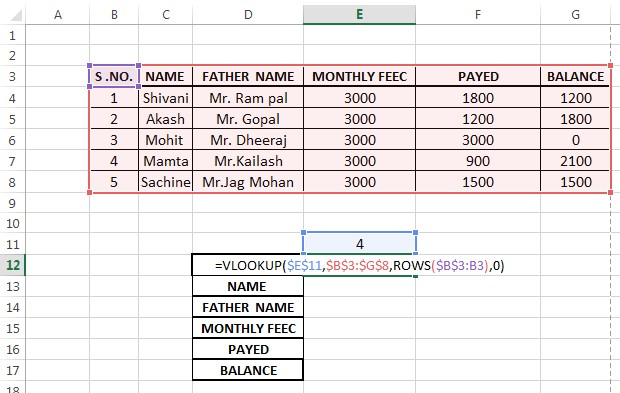 A B C D E F G
1
2
3 S.NO. NAME FATHER NAME MONTHLY FEEC PAYED BALANCE
4 1 Shivani Mr. Ram pal 3000 1800 1200
5 2 Akash Mr. Gopal 3000 1200 1800
6 3 Mohit Mr. Dheeraj 3000 3000 0
7 4 Mamta Mr.Kailash 3000 900 2100
8 5 Sachine Mr.Jag Mohan 3000 1500 1500
9
10
11 4
12 =VLOOKUP($E$11,$B$3:$G$8,ROWS($B$3:B3),0)
13 NAME
14 FATHER NAME
15 MONTHLY FEEC
16 PAYED
17 BALANCE
18